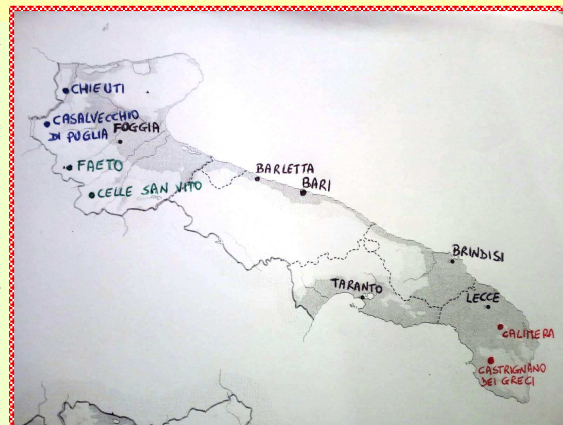 CHIEUTI
CASALVECCHIO
DI PUGLIA
FOGGIA
FAETO
CELLE SAN VITO
BARLETTA
BARI
BRINDISI
TARANTO
LECCE
CALIMERA
CASTRIGNANO
DEI GRECI